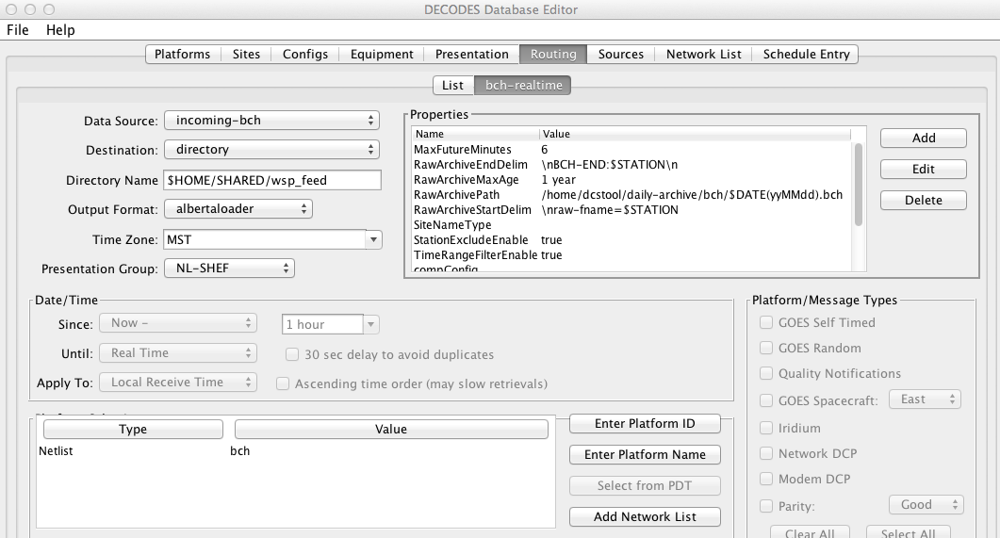 DECODES Database Editor
File Help
Platforms Sites Configs Equipment Presentation Routing Sources Network List Schedule Entry
List bch-realtime
Data Source: incoming-bch
Destination: directory
Directory Name $HOME/SHARED/wsp_feed
Output Format: albertaloader
Time Zone: MST
Presentation Group: NL-SHEF
Properties
Name Value
MaxFutureMinutes 6
RawArchiveEndDelim \nBCH-END:$STATION\n
RawArchiveMaxAge 1 year
RawArchivePath /home/dcstool/daily-archive/bch/$DATE(yyMMdd).bch
RawArchiveStartDelim \nraw-fname=$STATION
SiteNameType
StationExcludeEnable true
TimeRangeFilterEnable true
compConfig
Add
Edit
Delete
Date/Time
Since: Now - 1 hour
Until: Real Time 30 sec delay to avoid duplicates
Apply To: Local Receive Time Ascending time order (may slow retrievals)
Type Value
Netlist bch
Enter Platform ID
Enter Platform Name
Select from PDT
Add Network List
Platform/Message Types
GOES Self Timed
GOES Random
Quality Notifications
GOES Spacecraft: East
Iridium
Network DCP
Modem DCP
Parity: Good
Clear All Select All